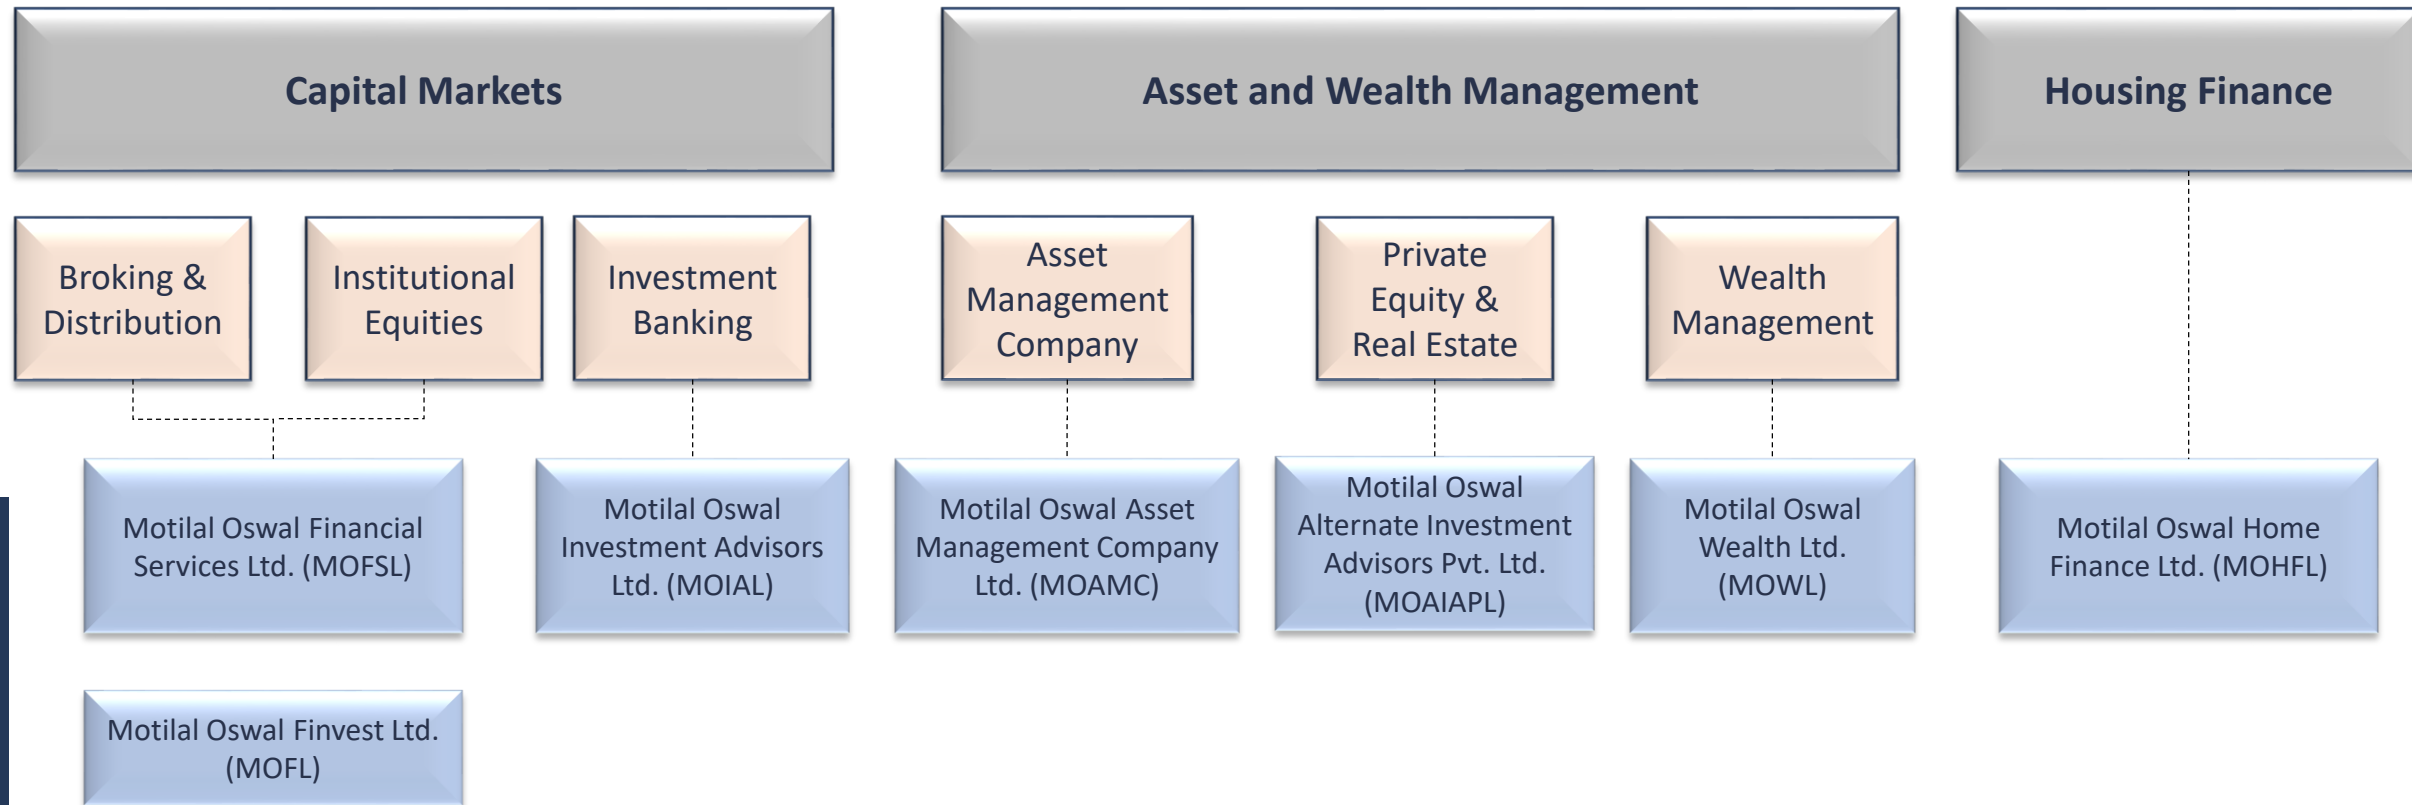 Capital Markets
Asset and Wealth Management
Housing Finance
Broking &
Distribution
Institutional
Equities
Investment
Banking
Asset
Management
Company
Private
Equity &
Real Estate
Wealth
Management
Motilal Oswal Financial
Services Ltd. (MOFSL)
Motilal Oswal
Investment Advisors
Ltd. (MOIAL)
Motilal Oswal Asset
Management Company
Ltd. (MOAMC)
Motilal Oswal
Alternate Investment
Advisors Pvt. Ltd.
(MOAIAPL)
Motilal Oswal
Wealth Ltd.
(MOWL)
Motilal Oswal Home
Finance Ltd. (MOHFL)
Motilal Oswal Finvest Ltd.
(MOFL)